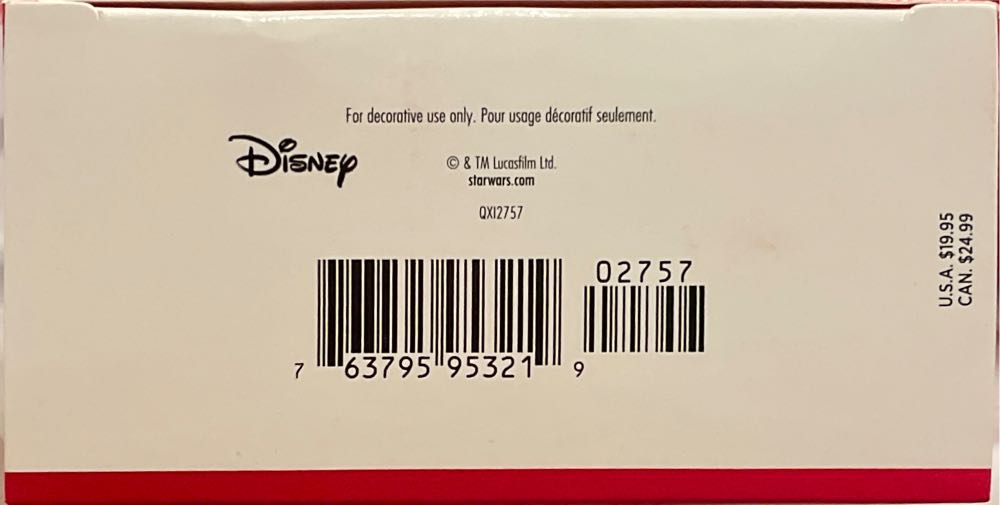 For decorative use only. Pour usage décoratif seulement.
Disney
© & TM Lucasfilm Ltd.
starwars.com
QXI2757
02757
7 63795 95321 9
U.S.A. $19.95
CAN. $24.99